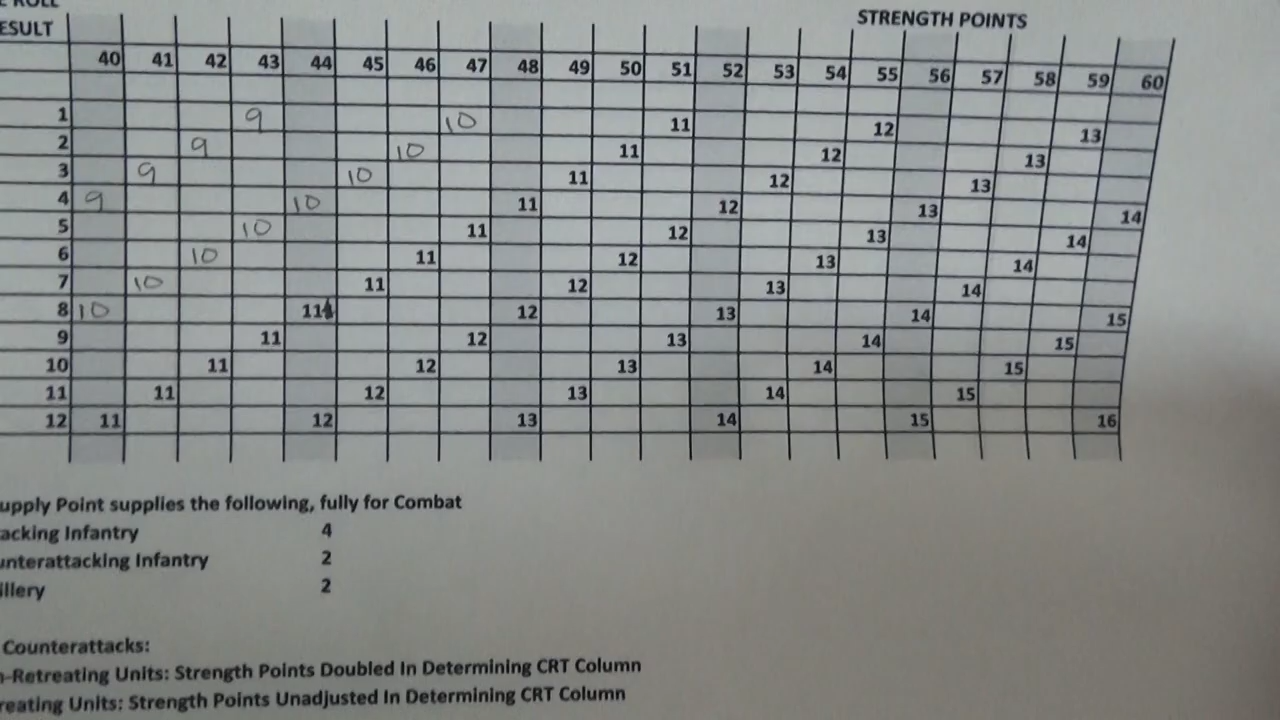 ESULT STRENGTH POINTS
40 41 42 43 44 45 46 47 48 49 50 51 52 53 54 55 56 57 58 59 60
1 9 10 11 12 13
2 9 10 11 12 13
3 9 10 11 12 13
4 9 10 11 12 13 14
5 10 11 12 13 14
6 10 11 12 13 14
7 10 11 12 13 14
8 10 11 12 13 14 15
9 11 12 13 14 15
10 11 12 13 14 15
11 11 12 13 14 15
12 11 12 13 14 15 16
upply Point supplies the following, fully for Combat
acking Infantry 4
unterattacking Infantry 2
illery 2
Counterattacks:
n-Retreating Units: Strength Points Doubled In Determining CRT Column
reating Units: Strength Points Unadjusted In Determining CRT Column